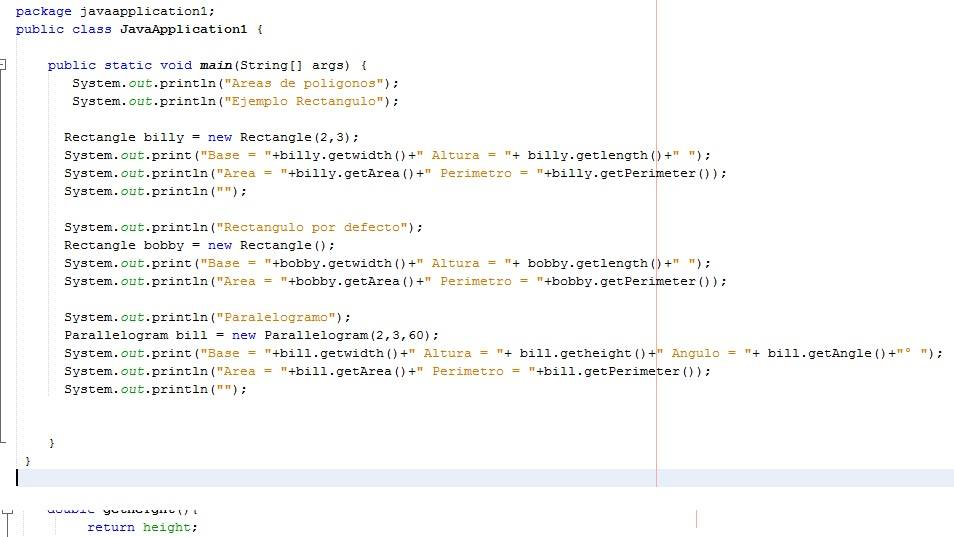 package javaapplication1;
public class JavaApplication1 {
public static void main(String[] args) {
System.out.println("Areas de poligonos");
System.out.println("Ejemplo Rectangulo");
Rectangle billy = new Rectangle(2,3);
System.out.print("Base = "+billy.getwidth()+" Altura = "+ billy.getlength()+" ");
System.out.println("Area = "+billy.getArea()+" Perimetro = "+billy.getPerimeter());
System.out.println("");
System.out.println("Rectangulo por defecto");
Rectangle bobby = new Rectangle();
System.out.print("Base = "+bobby.getwidth()+" Altura = "+ bobby.getlength()+" ");
System.out.println("Area = "+bobby.getArea()+" Perimetro = "+bobby.getPerimeter());
System.out.println("Paralelogramo");
Parallelogram bill = new Parallelogram(2,3,60);
System.out.print("Base = "+bill.getwidth()+" Altura = "+ bill.getheight()+" Angulo = "+ bill.getAngle()+"° ");
System.out.println("Area = "+bill.getArea()+" Perimetro = "+bill.getPerimeter());
System.out.println("");
}
}
double getheight(){
return height;